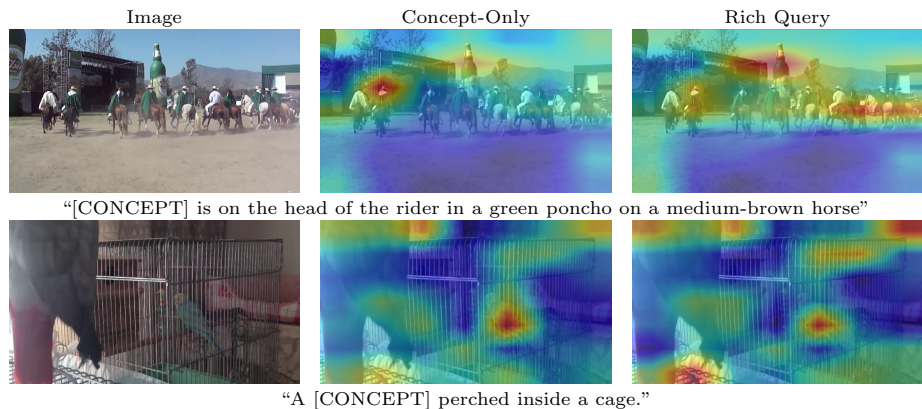 Image Concept-Only Rich Query
“[CONCEPT] is on the head of the rider in a green poncho on a medium-brown horse”
“A [CONCEPT] perched inside a cage.”